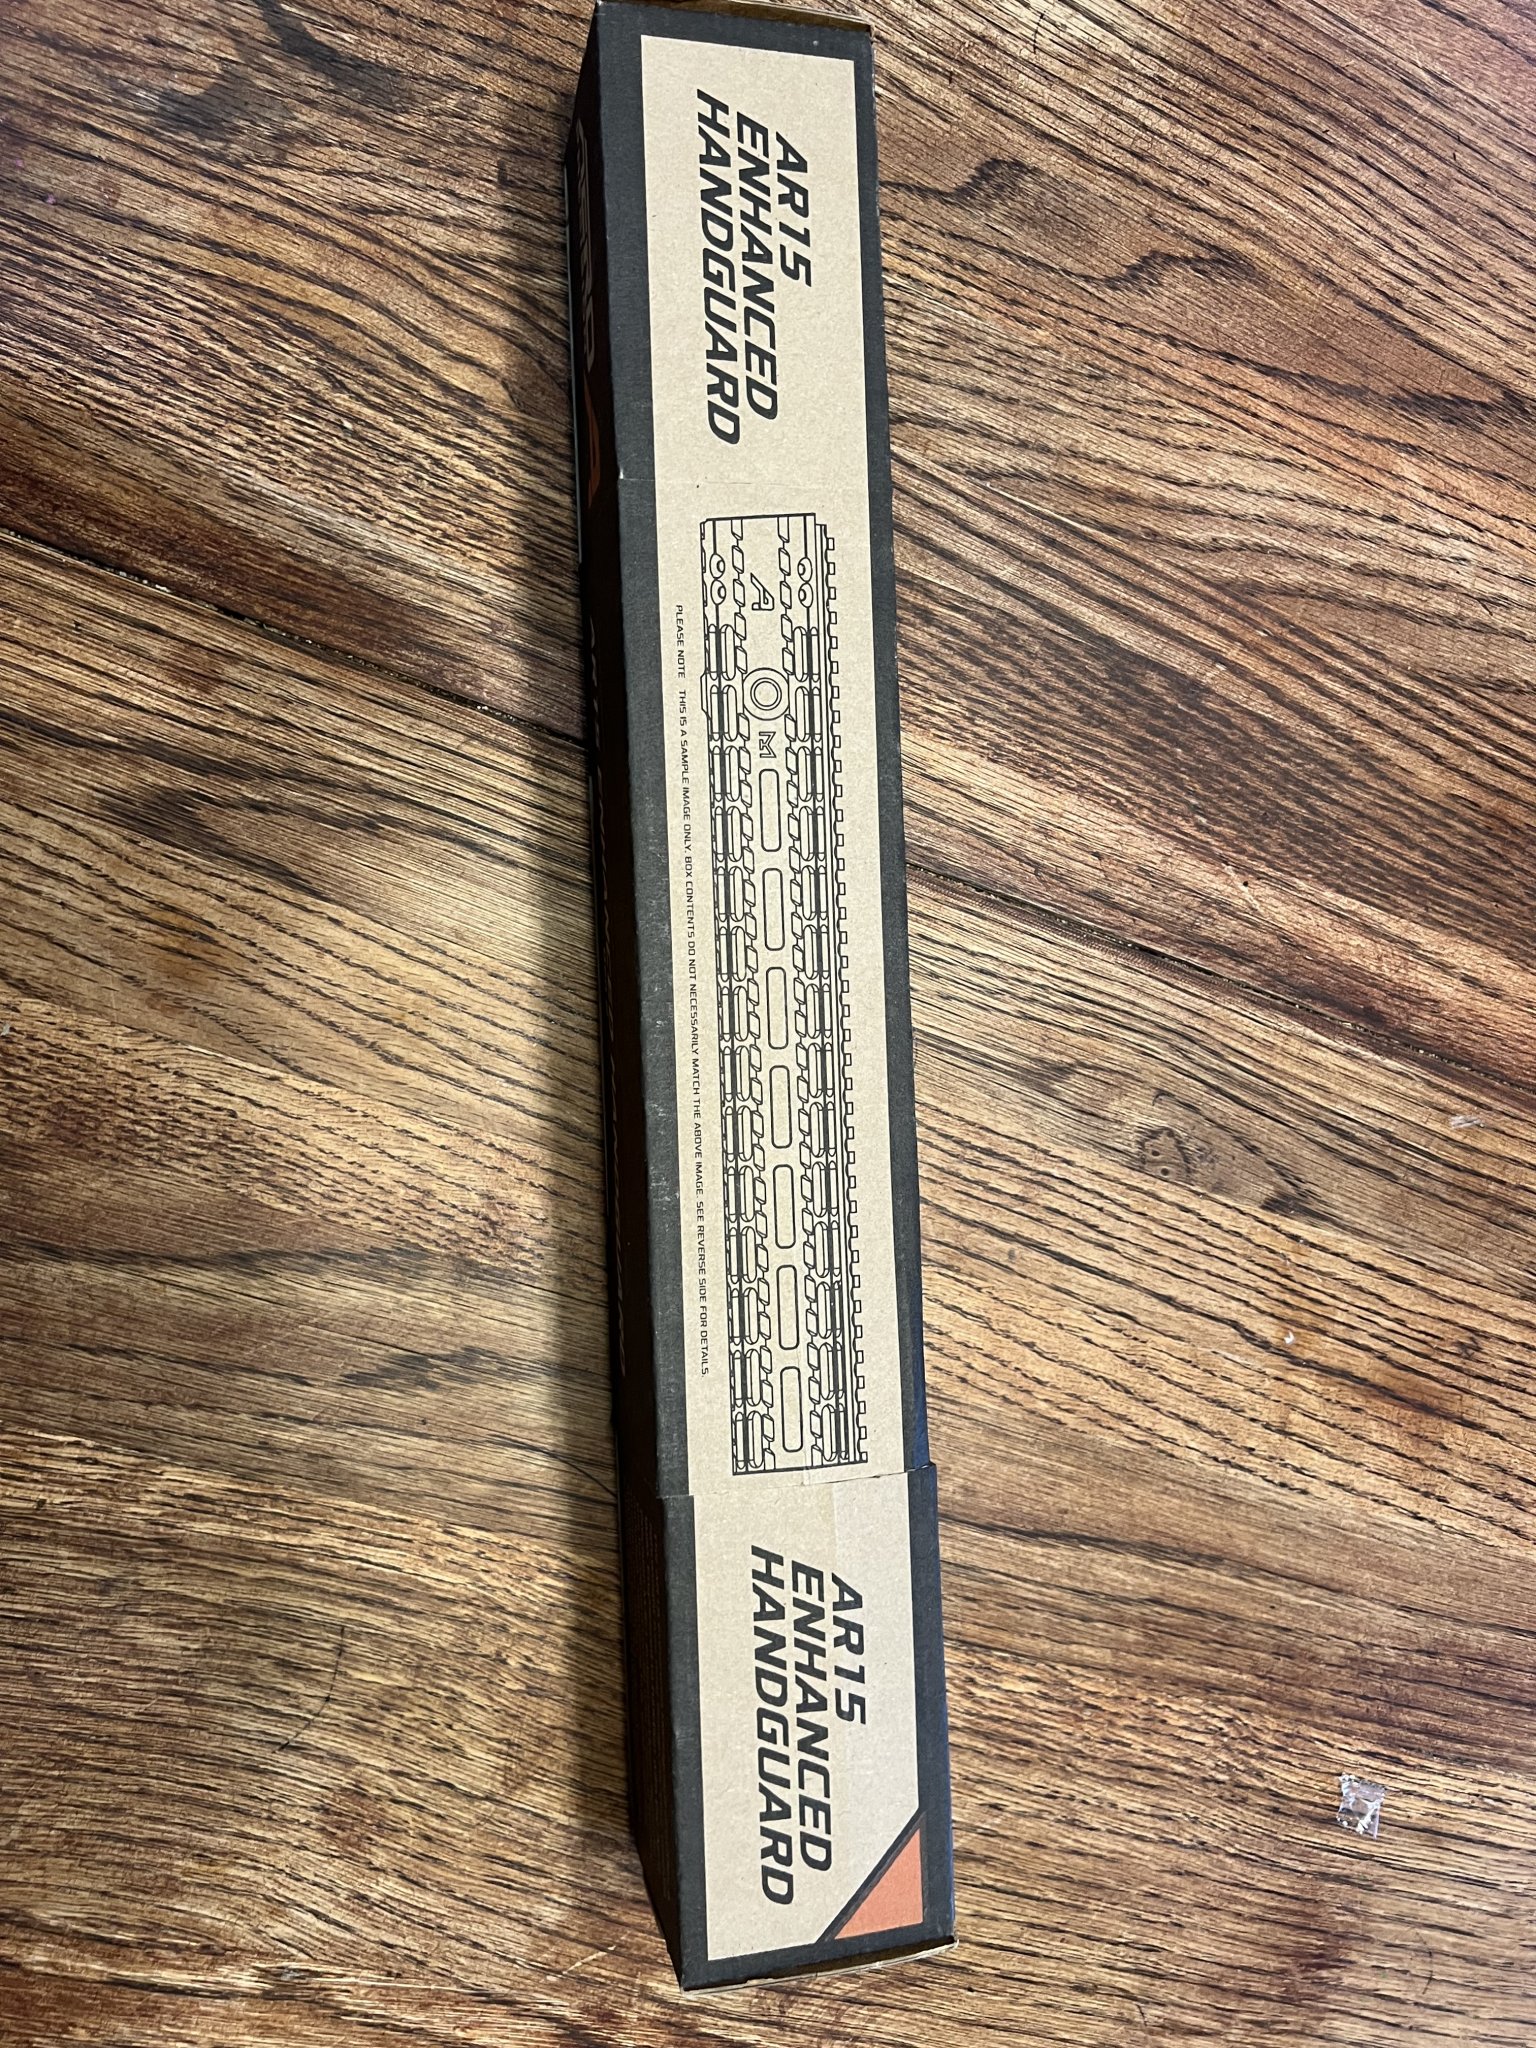 AR15
ENHANCED
HANDGUARD
PLEASE NOTE THIS IS A SAMPLE IMAGE ONLY. BOX CONTENTS DO NOT NECESSARILY MATCH THE ABOVE IMAGE. SEE REVERSE SIDE FOR DETAILS.
AR15
ENHANCED
HANDGUARD